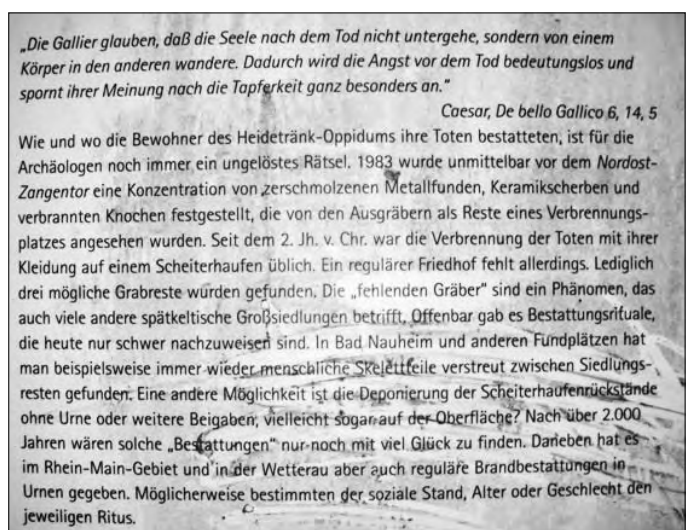 „Die Gallier glauben, daß die Seele nach dem Tod nicht untergehe, sondern von einem
Körper in den anderen wandere. Dadurch wird die Angst vor dem Tod bedeutungslos und
spornt ihrer Meinung nach die Tapferkeit ganz besonders an.“
Caesar, De bello Gallico 6, 14, 5
Wie und wo die Bewohner des Heidetränk-Oppidums ihre Toten bestatteten, ist für die
Archäologen noch immer ein ungelöstes Rätsel. 1983 wurde unmittelbar vor dem Nordost-
Zangentor eine Konzentration von zerschmolzenen Metallfunden, Keramikscherben und
verbrannten Knochen festgestellt, die von den Ausgräbern als Reste eines Verbrennungs-
platzes angesehen wurden. Seit dem 2. Jh. v. Chr. war die Verbrennung der Toten mit ihrer
Kleidung auf einem Scheiterhaufen üblich. Ein regulärer Friedhof fehlt allerdings. Lediglich
drei mögliche Grabreste wurden gefunden. Die „fehlenden Gräber“ sind ein Phänomen, das
auch viele andere spätkeltische Großsiedlungen betrifft. Offenbar gab es Bestattungsrituale,
die heute nur schwer nachzuweisen sind. In Bad Nauheim und anderen Fundplätzen hat
man beispielsweise immer wieder menschliche Skelettteile verstreut zwischen Siedlungs-
resten gefunden. Eine andere Möglichkeit ist die Deponierung der Scheiterhaufenrückstände
ohne Urne oder weitere Beigaben, vielleicht sogar auf der Oberfläche? Nach über 2.000
Jahren wären solche „Bestattungen“ nur noch mit viel Glück zu finden. Daneben hat es
im Rhein-Main-Gebiet und in der Wetterau aber auch reguläre Brandbestattungen in
Urnen gegeben. Möglicherweise bestimmten der soziale Stand, Alter oder Geschlecht den
jeweiligen Ritus.